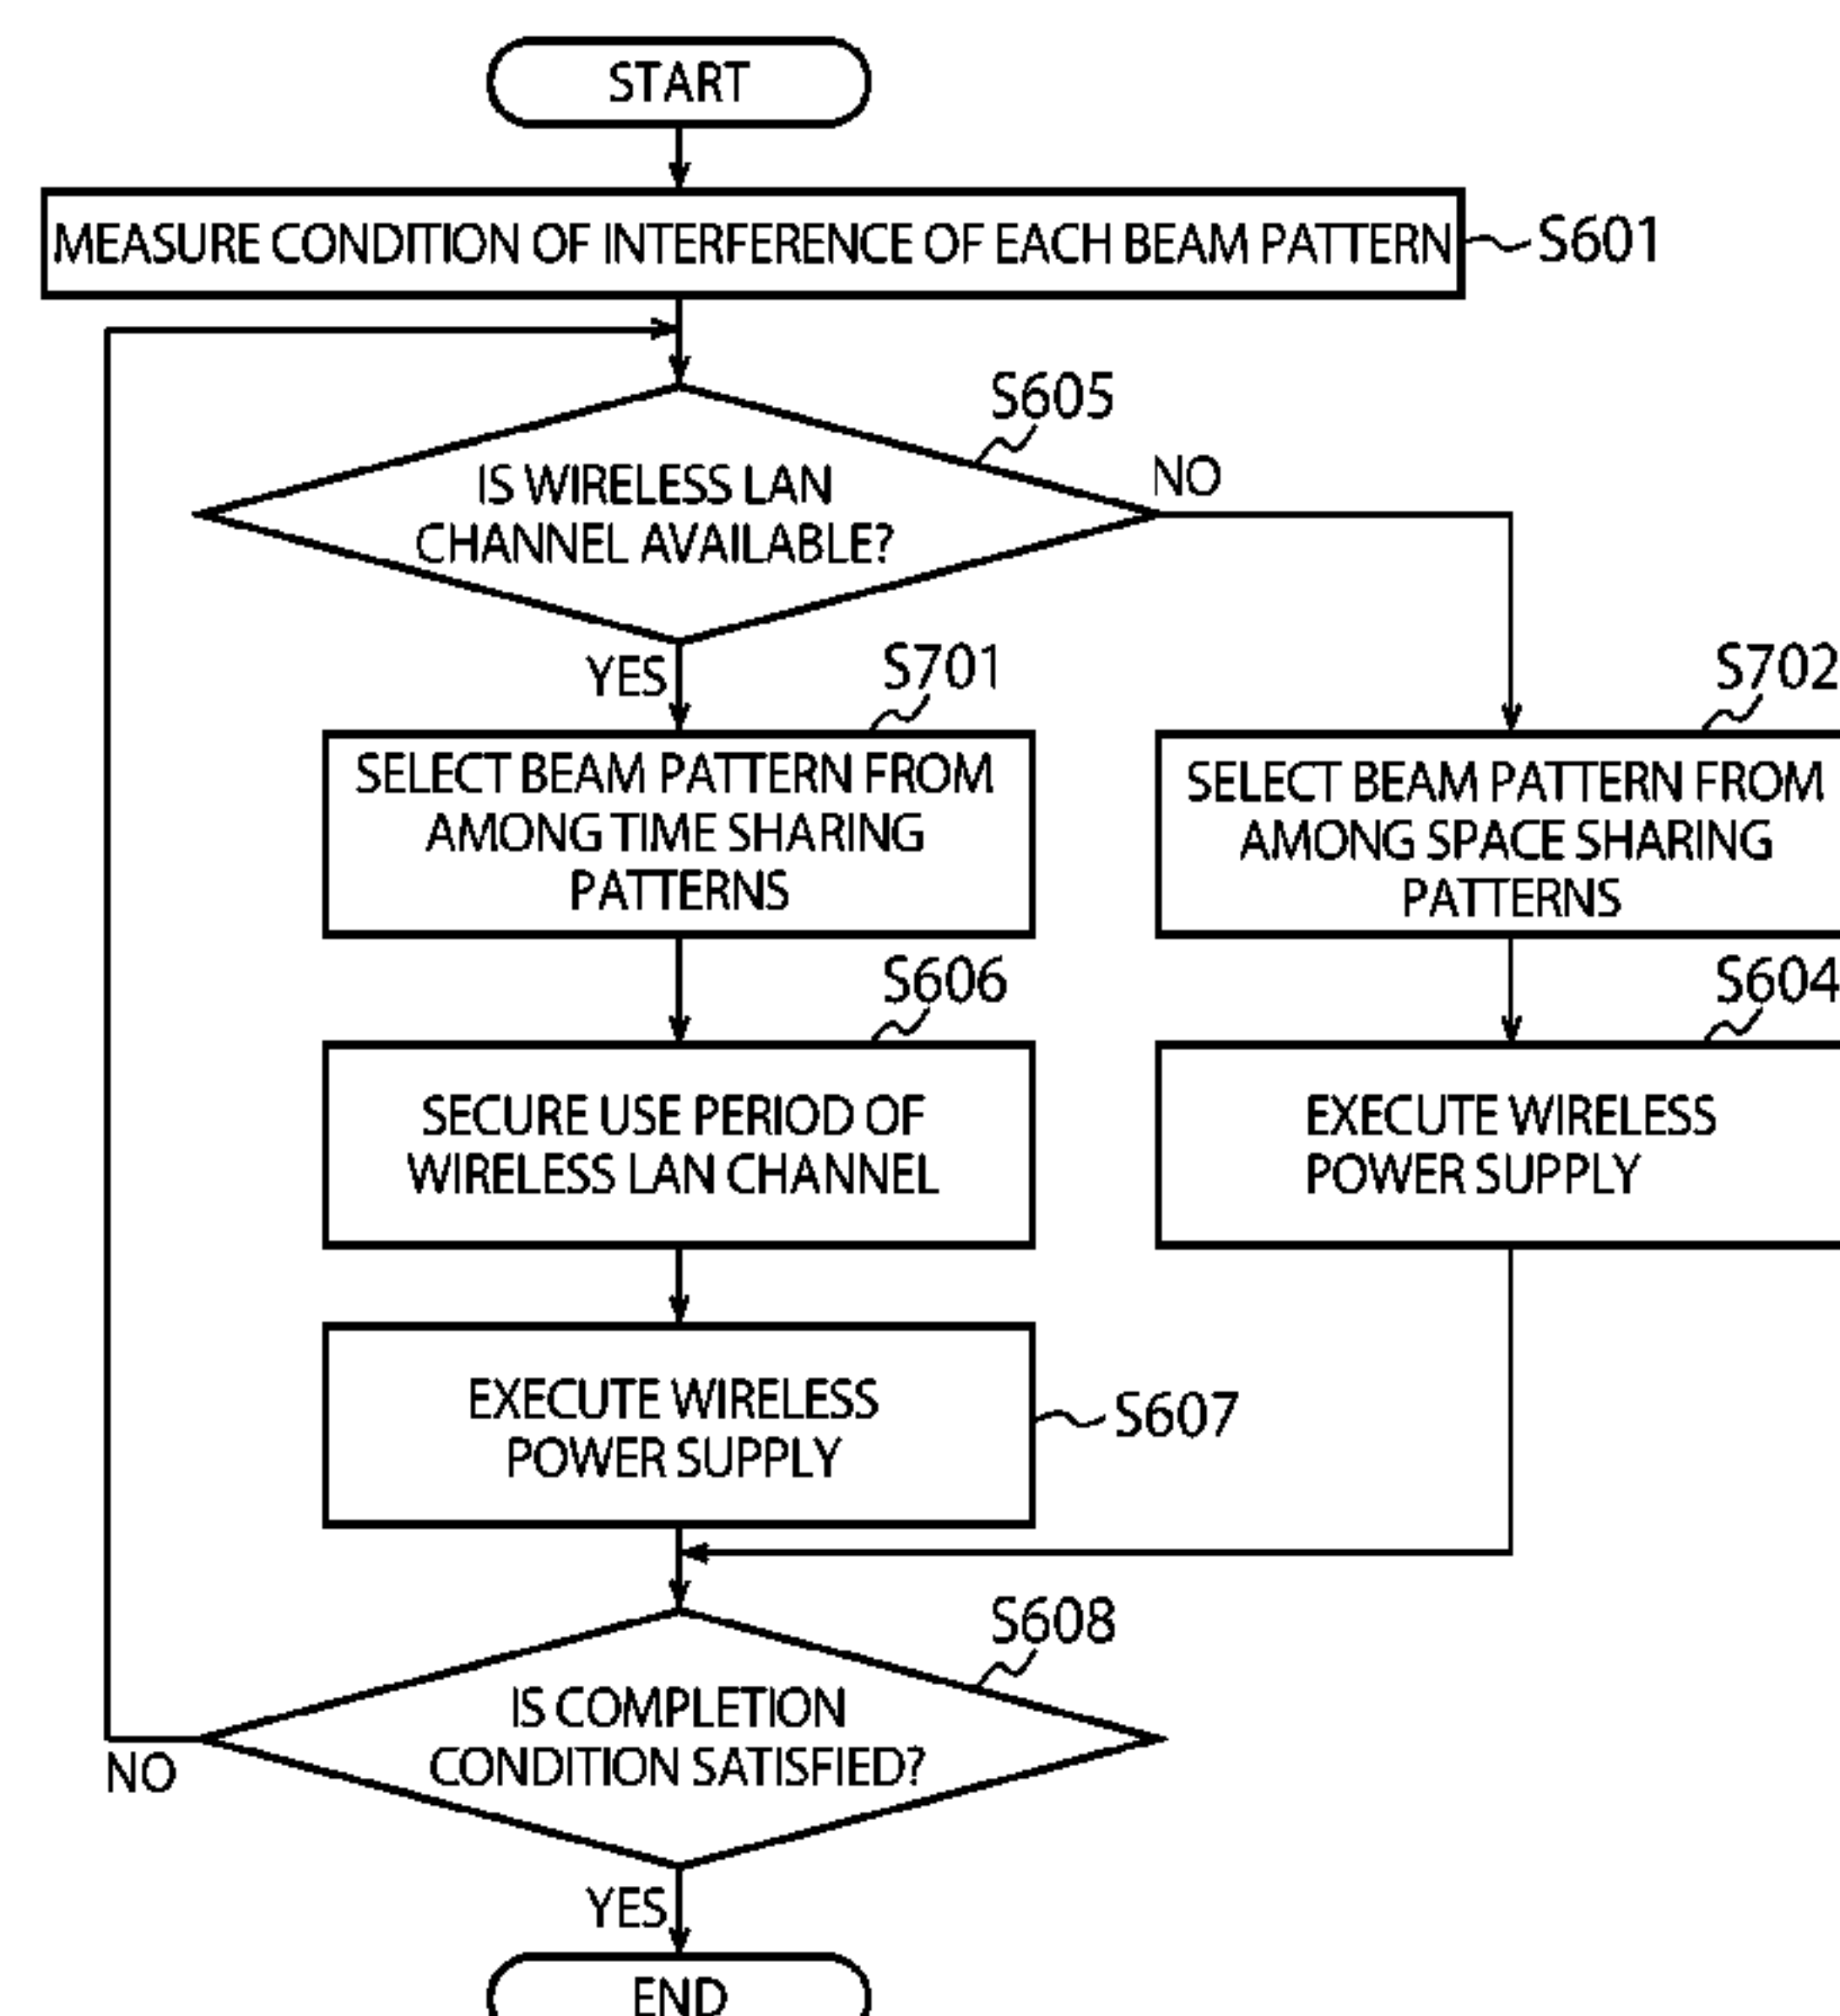 START
MEASURE CONDITION OF INTERFERENCE OF EACH BEAM PATTERN
S601
S605
IS WIRELESS LAN
CHANNEL AVAILABLE?
NO
YES
S701
SELECT BEAM PATTERN FROM
AMONG TIME SHARING
PATTERNS
S702
SELECT BEAM PATTERN FROM
AMONG SPACE SHARING
PATTERNS
S606
SECURE USE PERIOD OF
WIRELESS LAN CHANNEL
S604
EXECUTE WIRELESS
POWER SUPPLY
EXECUTE WIRELESS
POWER SUPPLY
S607
S608
IS COMPLETION
CONDITION SATISFIED?
NO
YES
END